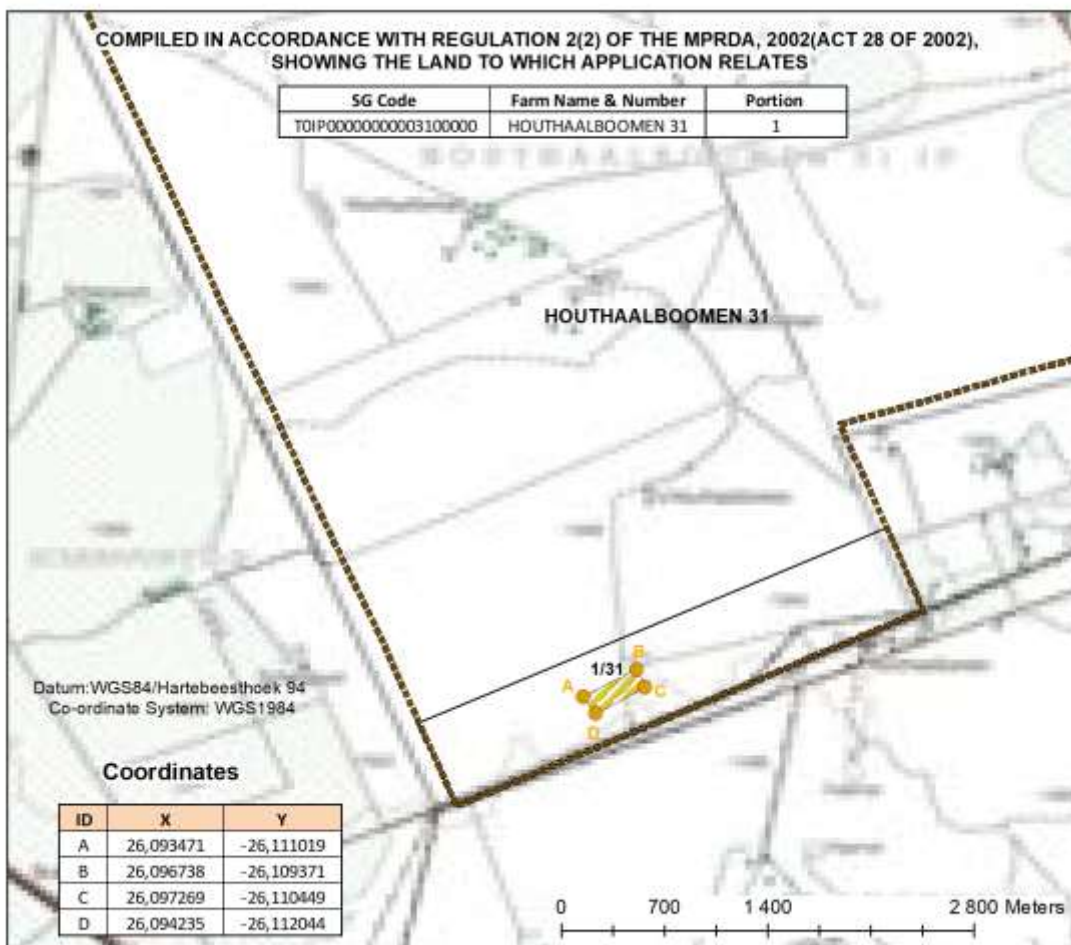 COMPILED IN ACCORDANCE WITH REGULATION 2(2) OF THE MPRDA, 2002(ACT 28 OF 2002),
SHOWING THE LAND TO WHICH APPLICATION RELATES
SG Code Farm Name & Number Portion
T0IP00000000003100000 HOUTHAALBOOMEN 31 1
HOUTHAALBOOMEN 31 IP
HOUTHAALBOOMEN 31
1/31
B
A
C
D
Datum:WGS84/Hartebeesthoek 94
Co-ordinate System: WGS1984
Coordinates
ID X Y
A 26,093471 -26,111019
B 26,096738 -26,109371
C 26,097269 -26,110449
D 26,094235 -26,112044
0 700 1 400 2 800 Meters